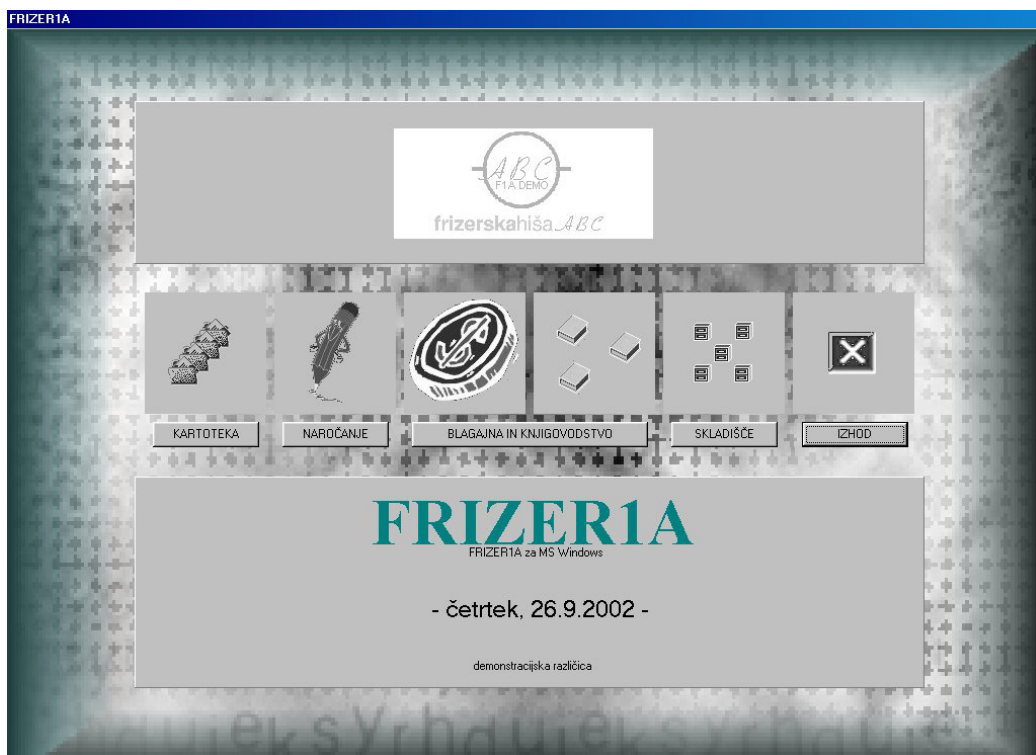 FRIZER1A
ABC
F1A DEMO
frizerskahiša ABC
KARTOTEKA
NAROČANJE
BLAGAJNA IN KNJIGOVODSTVO
SKLADIŠČE
IZHOD
FRIZER1A
FRIZER1A za MS Windows
- četrtek, 26.9.2002 -
demonstracijska različica